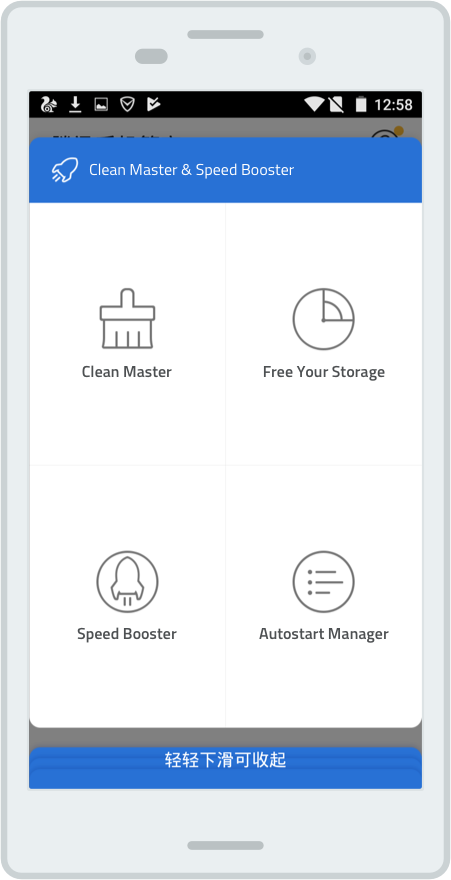 12:58
Clean Master & Speed Booster
Clean Master
Free Your Storage
Speed Booster
Autostart Manager
轻轻下滑可收起